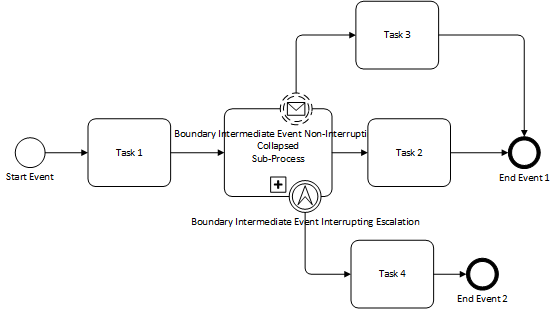 Task 3
Boundary Intermediate Event Non-Interrupti
Collapsed
Sub-Process
Task 1
Task 2
Start Event
End Event 1
Boundary Intermediate Event Interrupting Escalation
Task 4
End Event 2